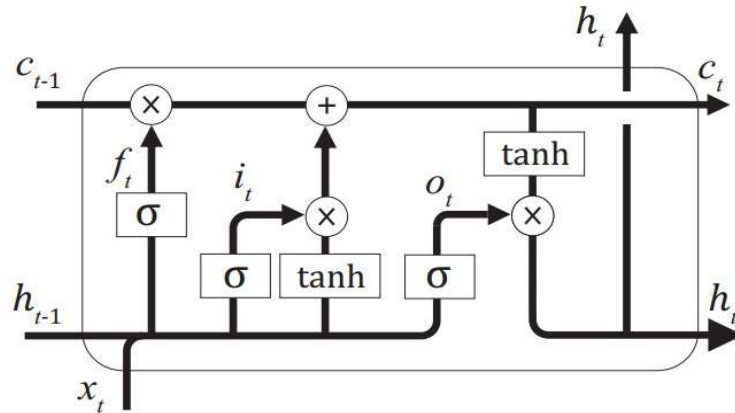 h_t
c_{t-1} × + c_t
tanh
f_t i_t o_t
σ × ×
σ tanh σ
h_{t-1} h_t
x_t